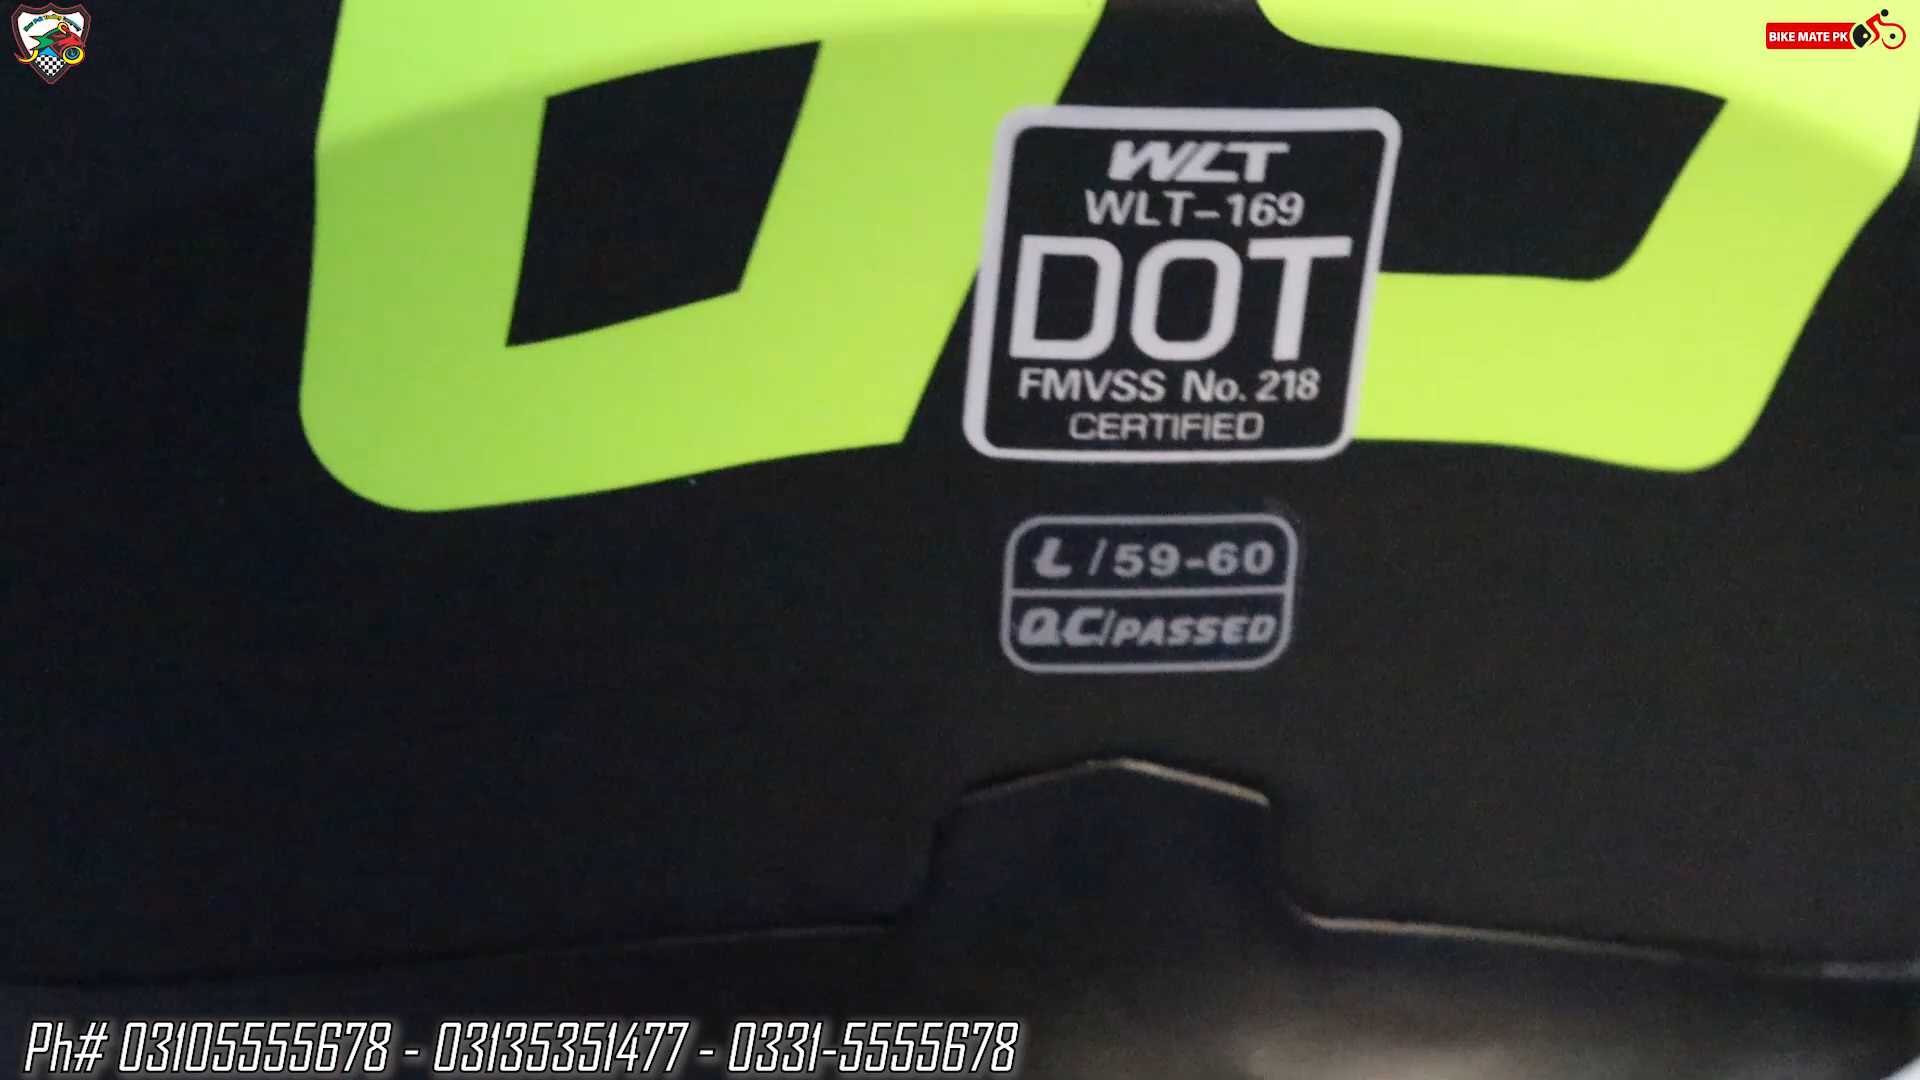 BIKE MATE PK
WLT
WLT-169
DOT
FMVSS No. 218
CERTIFIED
L/59-60
QC/PASSED
Ph# 03105555678 - 03135351477 - 0331-5555678